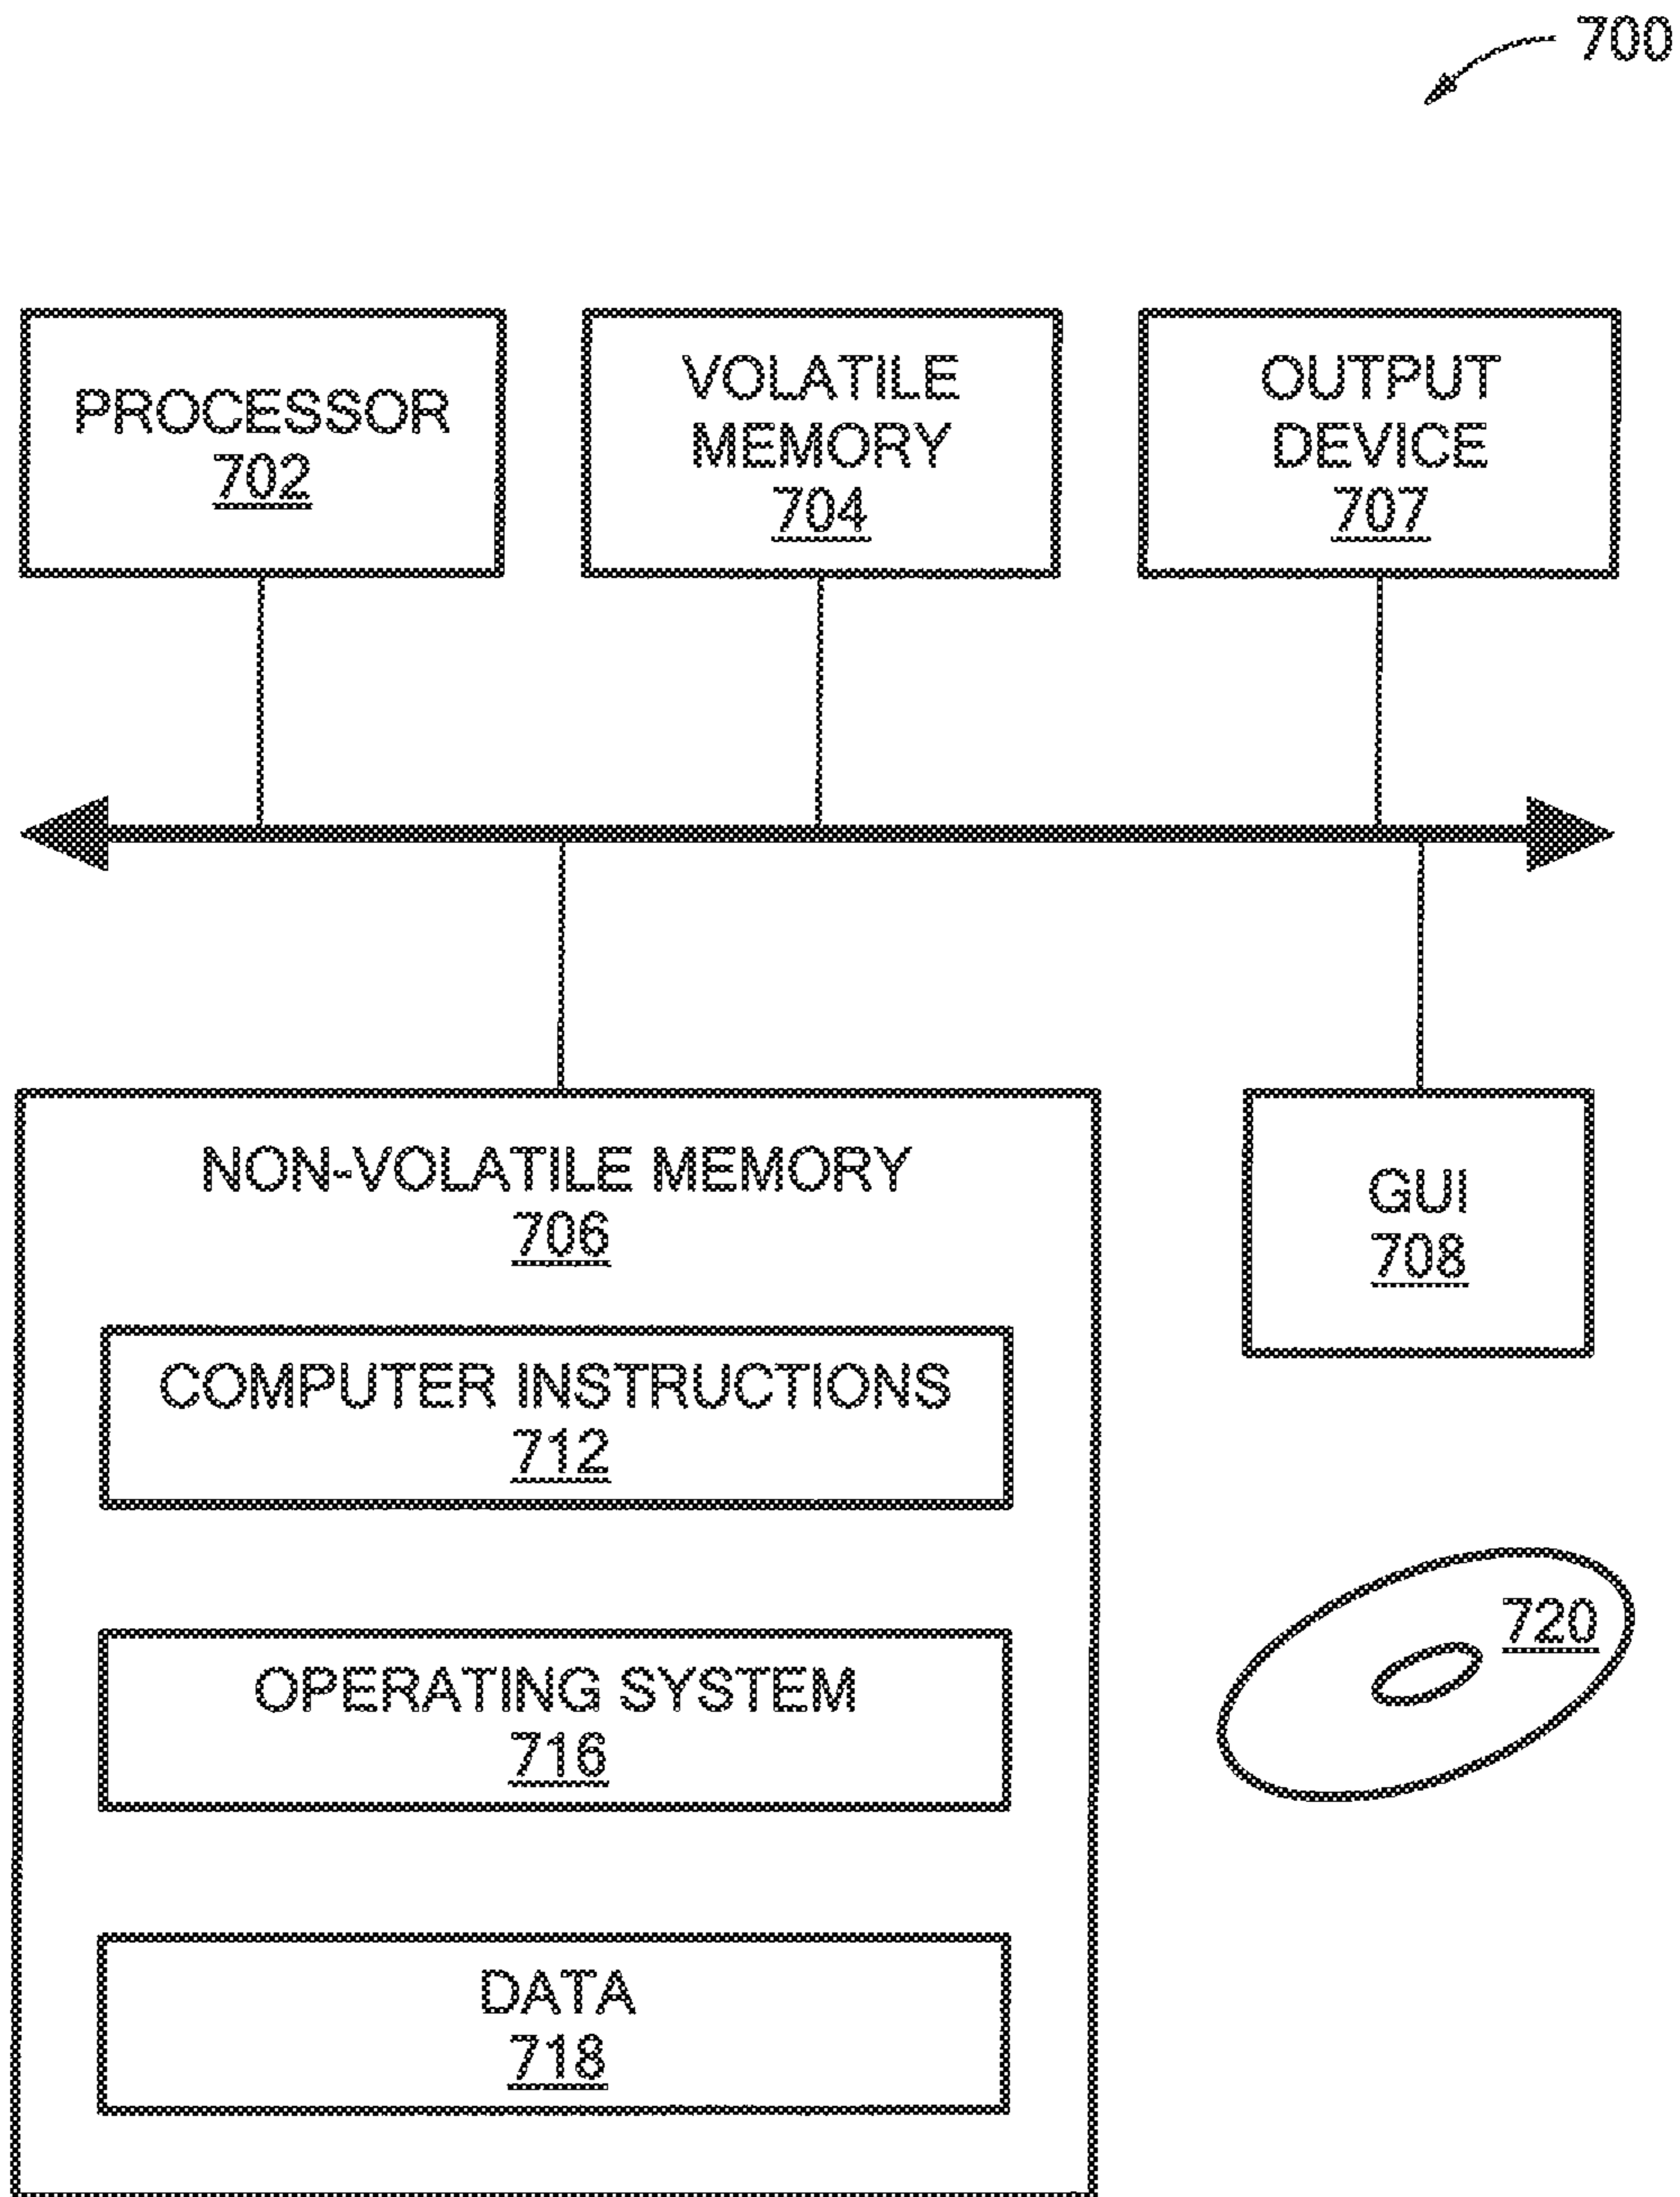 700
PROCESSOR
702
VOLATILE
MEMORY
704
OUTPUT
DEVICE
707
NON-VOLATILE MEMORY
706
GUI
708
COMPUTER INSTRUCTIONS
712
OPERATING SYSTEM
716
720
DATA
718